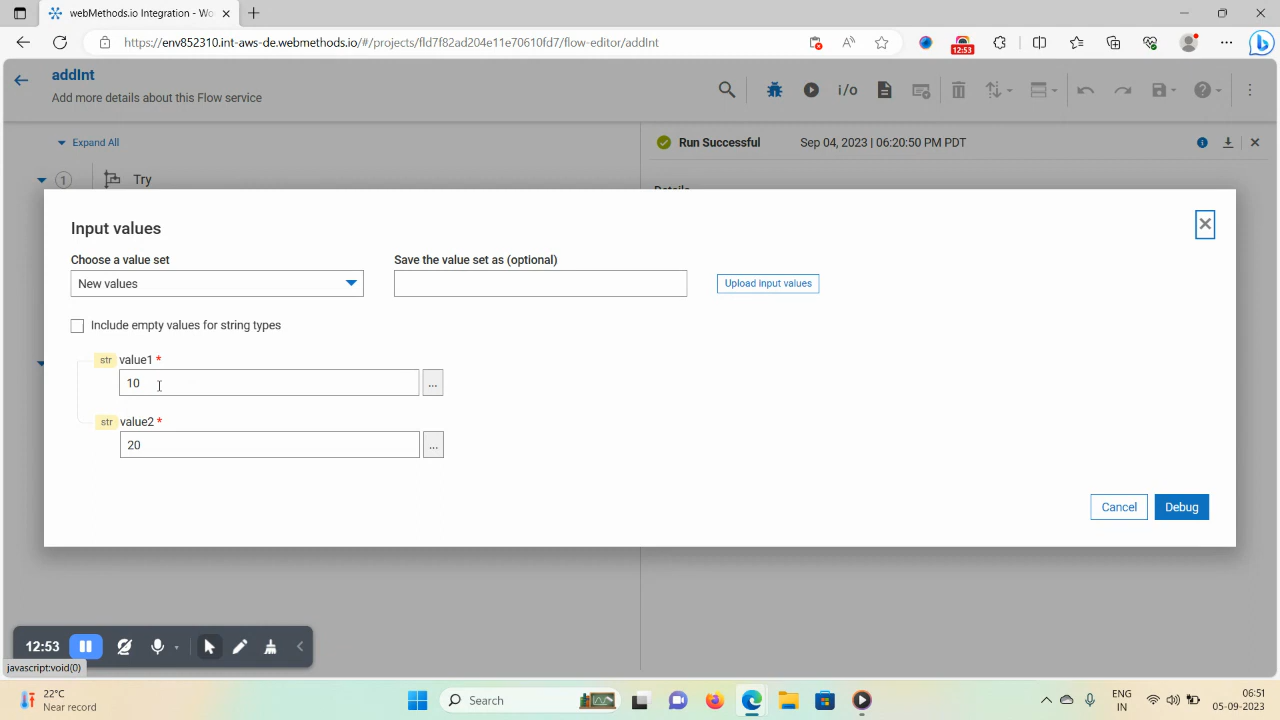 webMethods.io Integration - Wo
https://env852310.int-aws-de.webmethods.io/#/projects/fld7f82ad204e11e70610fd7/flow-editor/addInt
12:53
addInt
Add more details about this Flow service
i/o
Expand All
Run Successful
Sep 04, 2023 | 06:20:50 PM PDT
1
Try
Details
Input values
Choose a value set
Save the value set as (optional)
New values
Upload input values
Include empty values for string types
str value1 *
10
...
str value2 *
20
...
Cancel
Debug
12:53
javascript:void(0)
22°C
Near record
Search
ENG
IN
06:51
05-09-2023